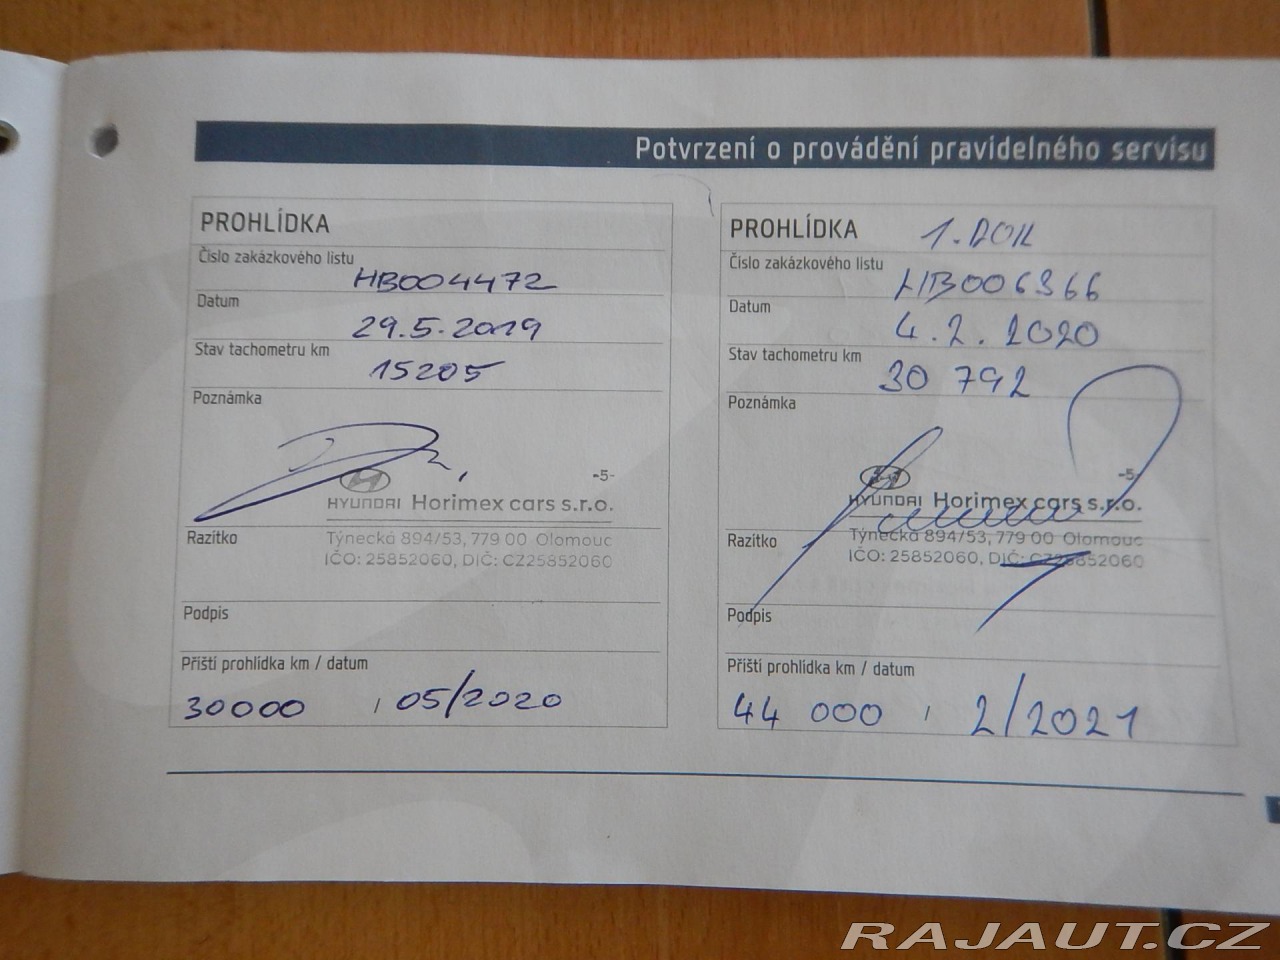 Potvrzení o provádění pravidelného servisu
PROHLÍDKA
Číslo zakázkového listu
HB004472
Datum
29.5.2019
Stav tachometru km
15205
Poznámka
-5-
HYUNDAI Horimex cars s.r.o.
Razítko
Týnecká 894/53, 779 00 Olomouc
IČO: 25852060, DIČ: CZ25852060
Podpis
Příští prohlídka km / datum
30000 / 05/2020
PROHLÍDKA
Číslo zakázkového listu
HB006366
Datum
4.2.2020
Stav tachometru km
30 792
Poznámka
-5-
HYUNDAI Horimex cars s.r.o.
Razítko
Týnecká 894/53, 779 00 Olomouc
IČO: 25852060, DIČ: CZ25852060
Podpis
Příští prohlídka km / datum
44 000 / 2/2021
RAJAUT.CZ